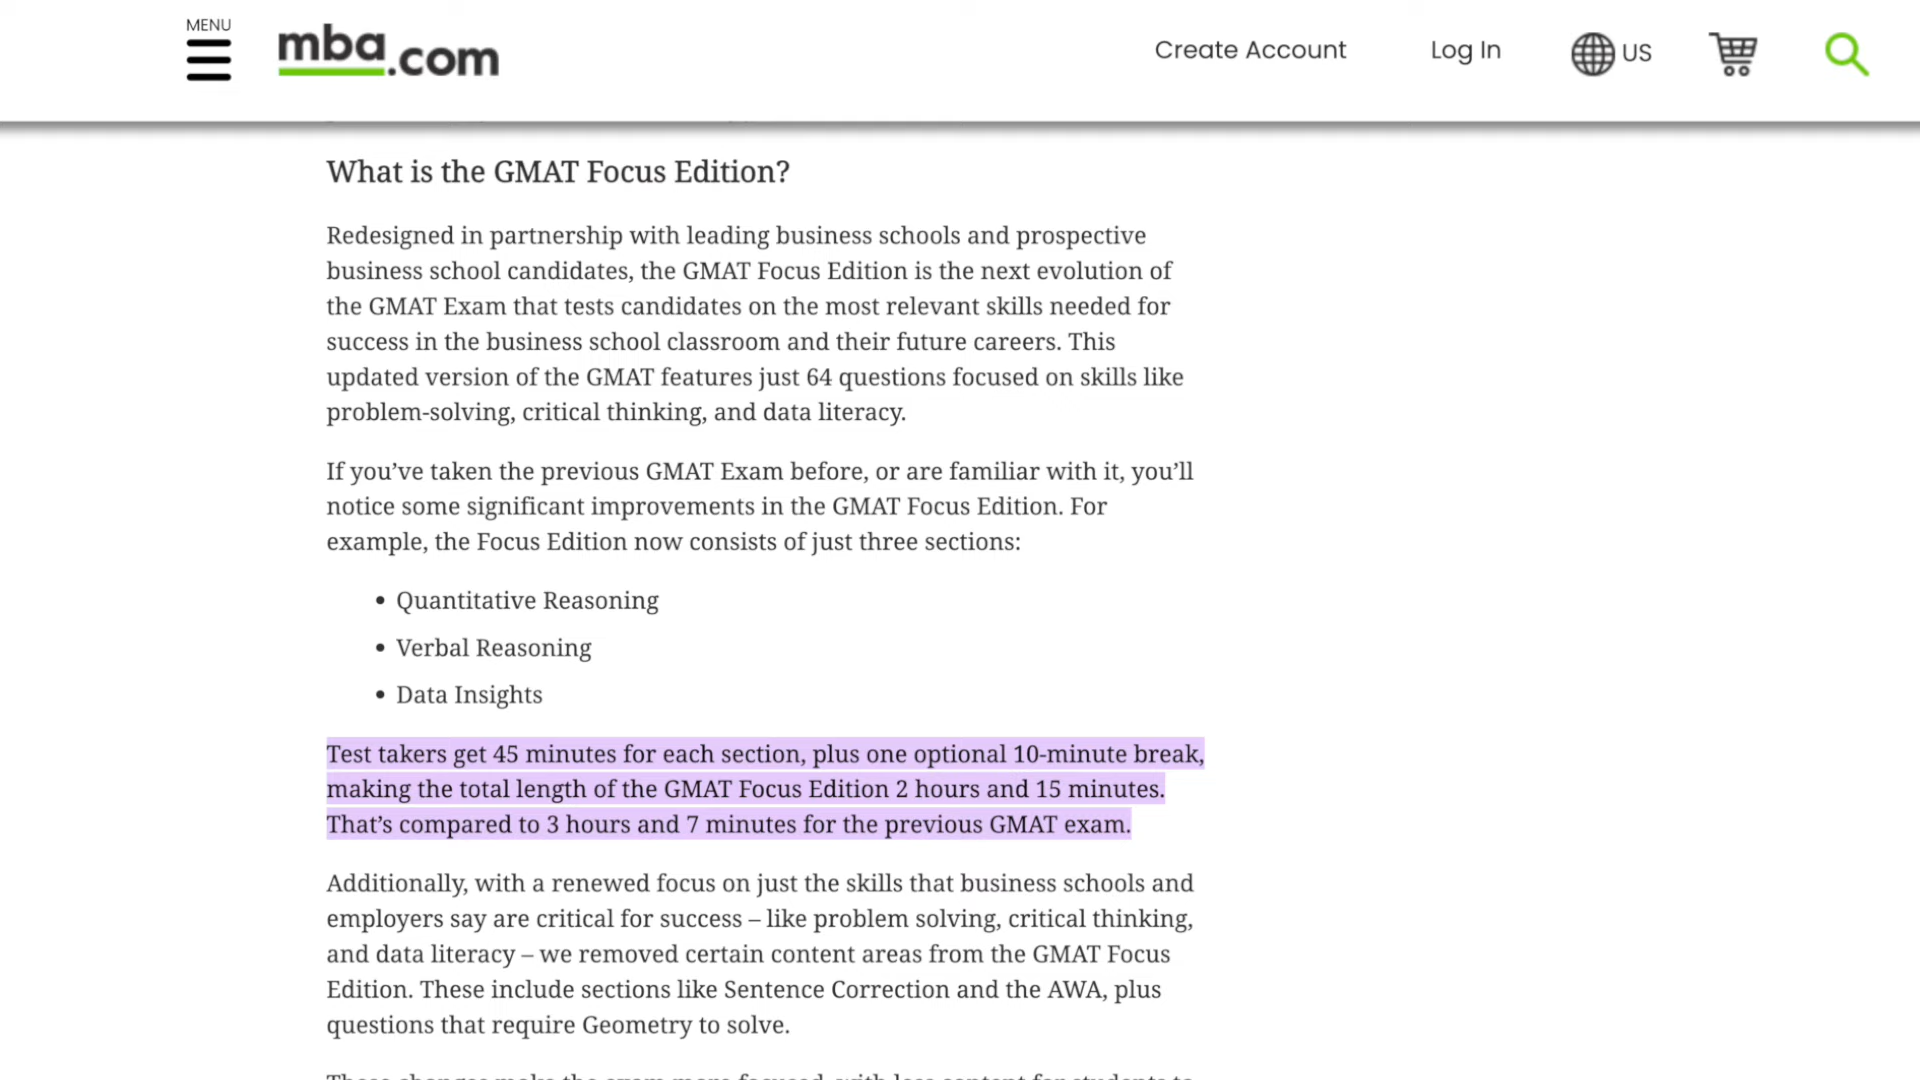 MENU
mba.com
Create Account
Log In
US
What is the GMAT Focus Edition?
Redesigned in partnership with leading business schools and prospective
business school candidates, the GMAT Focus Edition is the next evolution of
the GMAT Exam that tests candidates on the most relevant skills needed for
success in the business school classroom and their future careers. This
updated version of the GMAT features just 64 questions focused on skills like
problem-solving, critical thinking, and data literacy.
If you’ve taken the previous GMAT Exam before, or are familiar with it, you’ll
notice some significant improvements in the GMAT Focus Edition. For
example, the Focus Edition now consists of just three sections:
• Quantitative Reasoning
• Verbal Reasoning
• Data Insights
Test takers get 45 minutes for each section, plus one optional 10-minute break,
making the total length of the GMAT Focus Edition 2 hours and 15 minutes.
That’s compared to 3 hours and 7 minutes for the previous GMAT exam.
Additionally, with a renewed focus on just the skills that business schools and
employers say are critical for success – like problem solving, critical thinking,
and data literacy – we removed certain content areas from the GMAT Focus
Edition. These include sections like Sentence Correction and the AWA, plus
questions that require Geometry to solve.